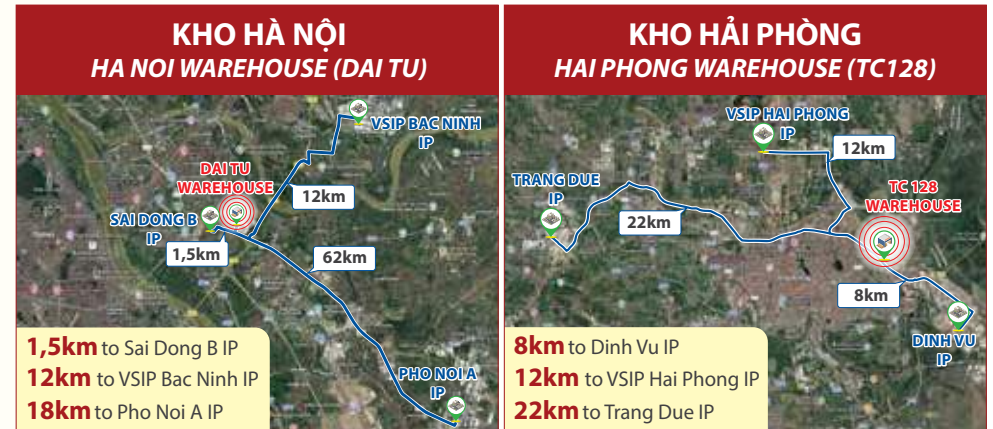 KHO HÀ NỘI
HA NOI WAREHOUSE (DAI TU)
VSIP BAC NINH
IP
DAI TU
WAREHOUSE
12km
SAI DONG B
IP
1,5km
62km
PHO NOI A
IP
1,5km to Sai Dong B IP
12km to VSIP Bac Ninh IP
18km to Pho Noi A IP
KHO HẢI PHÒNG
HAI PHONG WAREHOUSE (TC128)
VSIP HAI PHONG
IP
12km
TRANG DUE
IP
TC 128
WAREHOUSE
22km
8km
DINH VU
IP
8km to Dinh Vu IP
12km to VSIP Hai Phong IP
22km to Trang Due IP